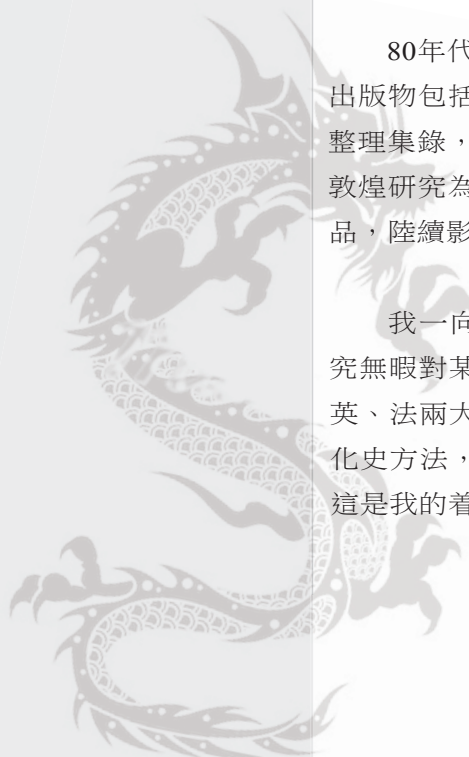 80年代
出版物包括
整理集錄，
敦煌研究為
品，陸續影
我一向
究無暇對某
英、法兩大
化史方法，
這是我的着